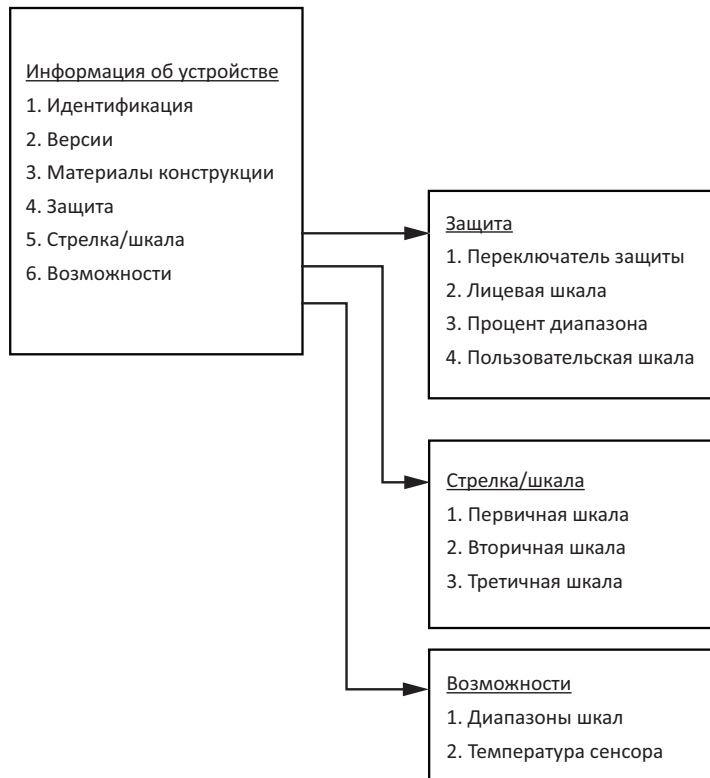 Информация об устройстве
1. Идентификация
2. Версии
3. Материалы конструкции
4. Защита
5. Стрелка/шкала
6. Возможности
Защита
1. Переключатель защиты
2. Лицевая шкала
3. Процент диапазона
4. Пользовательская шкала
Стрелка/шкала
1. Первичная шкала
2. Вторичная шкала
3. Третичная шкала
Возможности
1. Диапазоны шкал
2. Температура сенсора